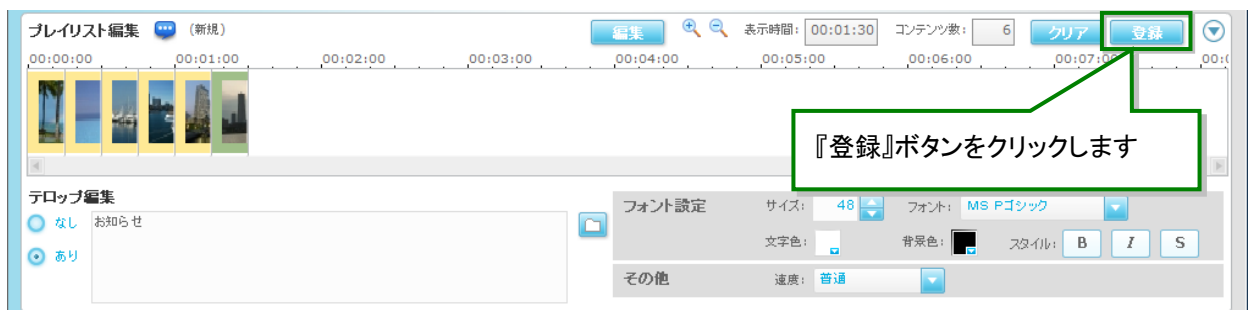 プレイリスト編集 (新規) 編集 表示時間: 00:01:30 コンテンツ数: 6 クリア 登録
00:00:00 00:01:00 00:02:00 00:03:00 00:04:00 00:05:00 00:06:00 00:07:00
『登録』ボタンをクリックします
テロップ編集
なし お知らせ
あり
フォント設定 サイズ: 48 フォント: MS Pゴシック
文字色: 背景色: スタイル: B I S
その他 速度: 普通